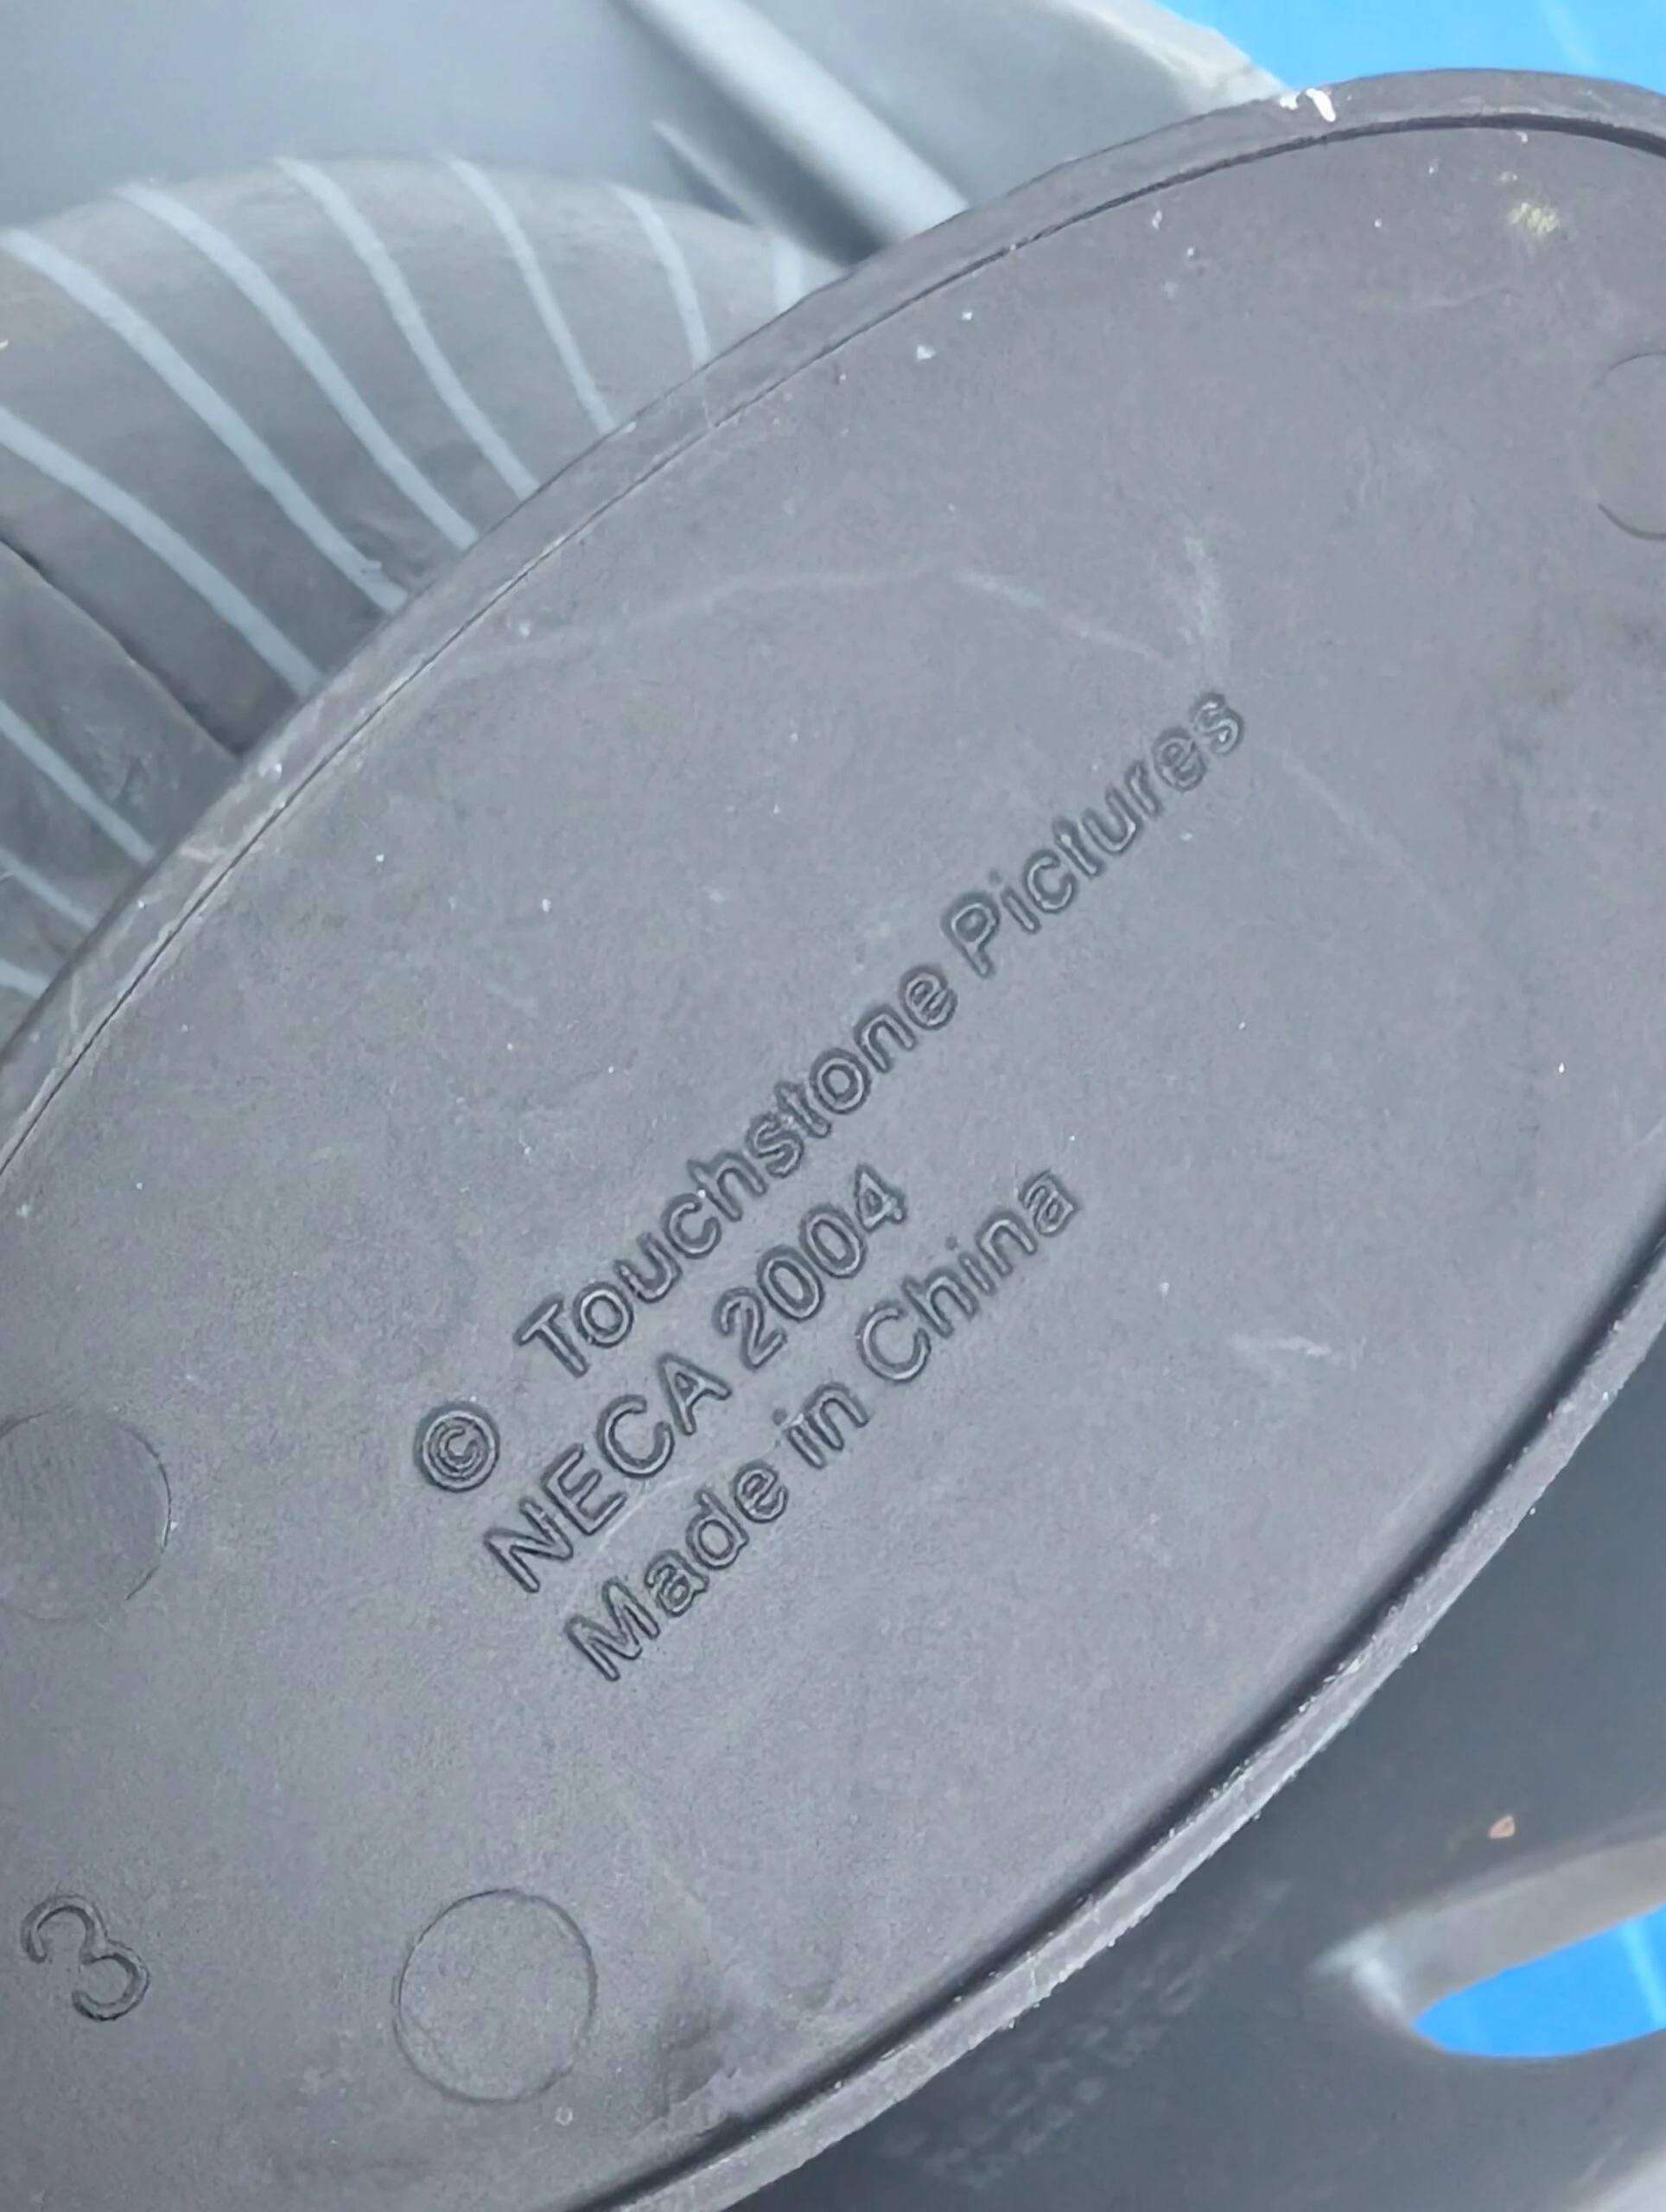 © Touchstone Pictures
NECA 2004
Made in China
3